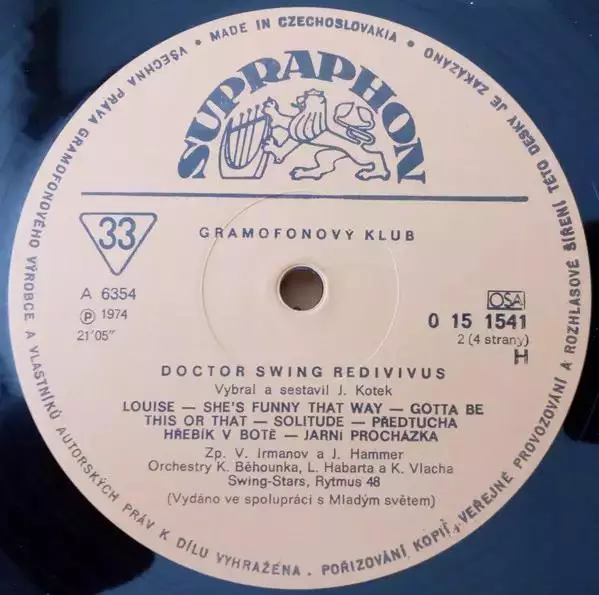 MADE IN CZECHOSLOVAKIA • VŠECHNA PRÁVA GRAMOFONOVÉHO VÝROBCE A VLASTNÍKŮ AUTORSKÝCH PRÁV K DÍLU VYHRAŽENA. POŘIZOVÁNÍ KOPIÍ, VEŘEJNÉ PROVOZOVÁNÍ A ROZHLASOVÉ ŠÍŘENÍ TÉTO DESKY JE ZAKÁZÁNO •
SUPRAPHON
33
GRAMOFONOVÝ KLUB
A 6354
Ⓟ 1974
21'05"
OSA
0 15 1541
2 (4 strany)
H
DOCTOR SWING REDIVIVUS
Vybral a sestavil J. Kotek
LOUISE — SHE'S FUNNY THAT WAY — GOTTA BE
THIS OR THAT — SOLITUDE — PŘEDTUCHA
HŘEBÍK V BOTĚ — JARNÍ PROCHÁZKA
Zp. V. Irmanov a J. Hammer
Orchestry K. Běhounka, L. Habarta a K. Vlacha
Swing-Stars, Rytmus 48
(Vydáno ve spolupráci s Mladým světem)